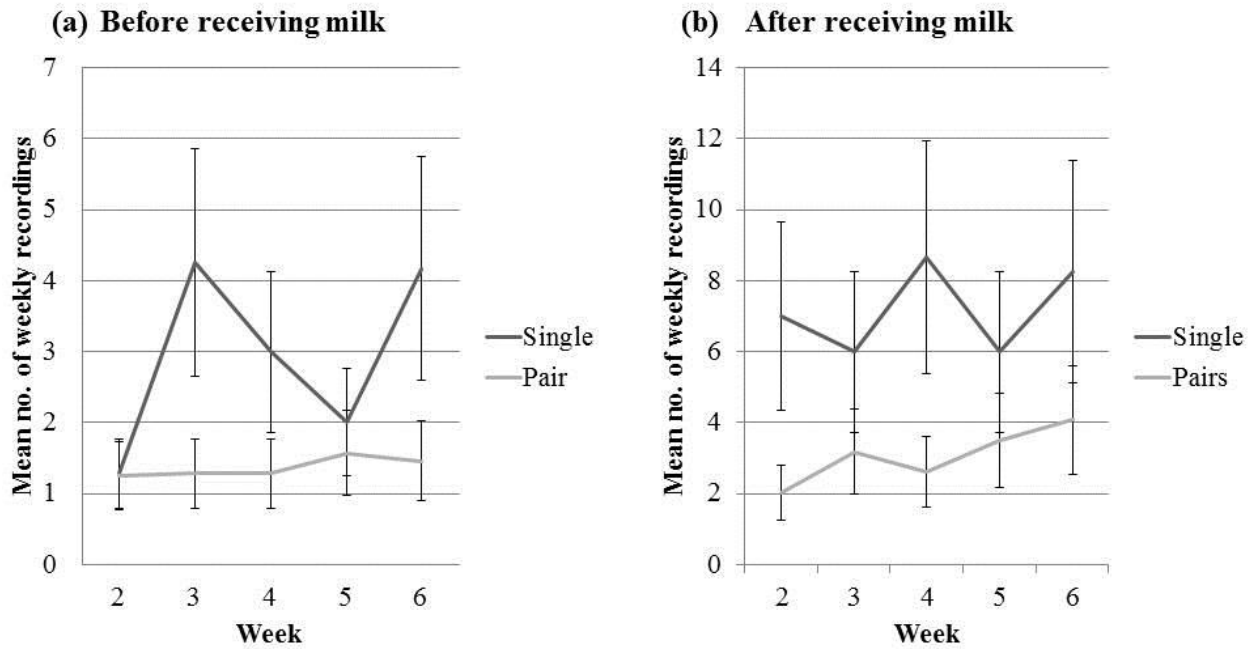 (a) Before receiving milk
Mean no. of weekly recordings
7
6
5
4
3
2
1
0
2 3 4 5 6
Week
Single
Pair
(b) After receiving milk
Mean no. of weekly recordings
14
12
10
8
6
4
2
0
2 3 4 5 6
Week
Single
Pairs